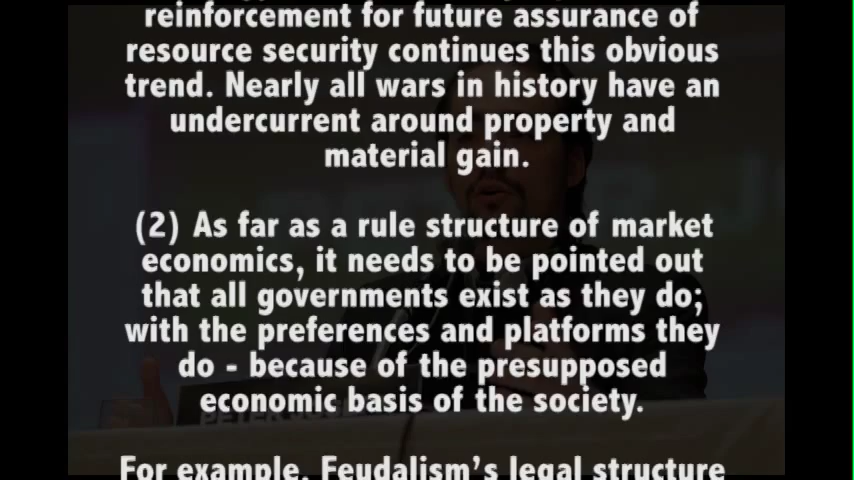 reinforcement for future assurance of
resource security continues this obvious
trend. Nearly all wars in history have an
undercurrent around property and
material gain.
(2) As far as a rule structure of market
economics, it needs to be pointed out
that all governments exist as they do;
with the preferences and platforms they
do - because of the presupposed
economic basis of the society.
For example, Feudalism's legal structure